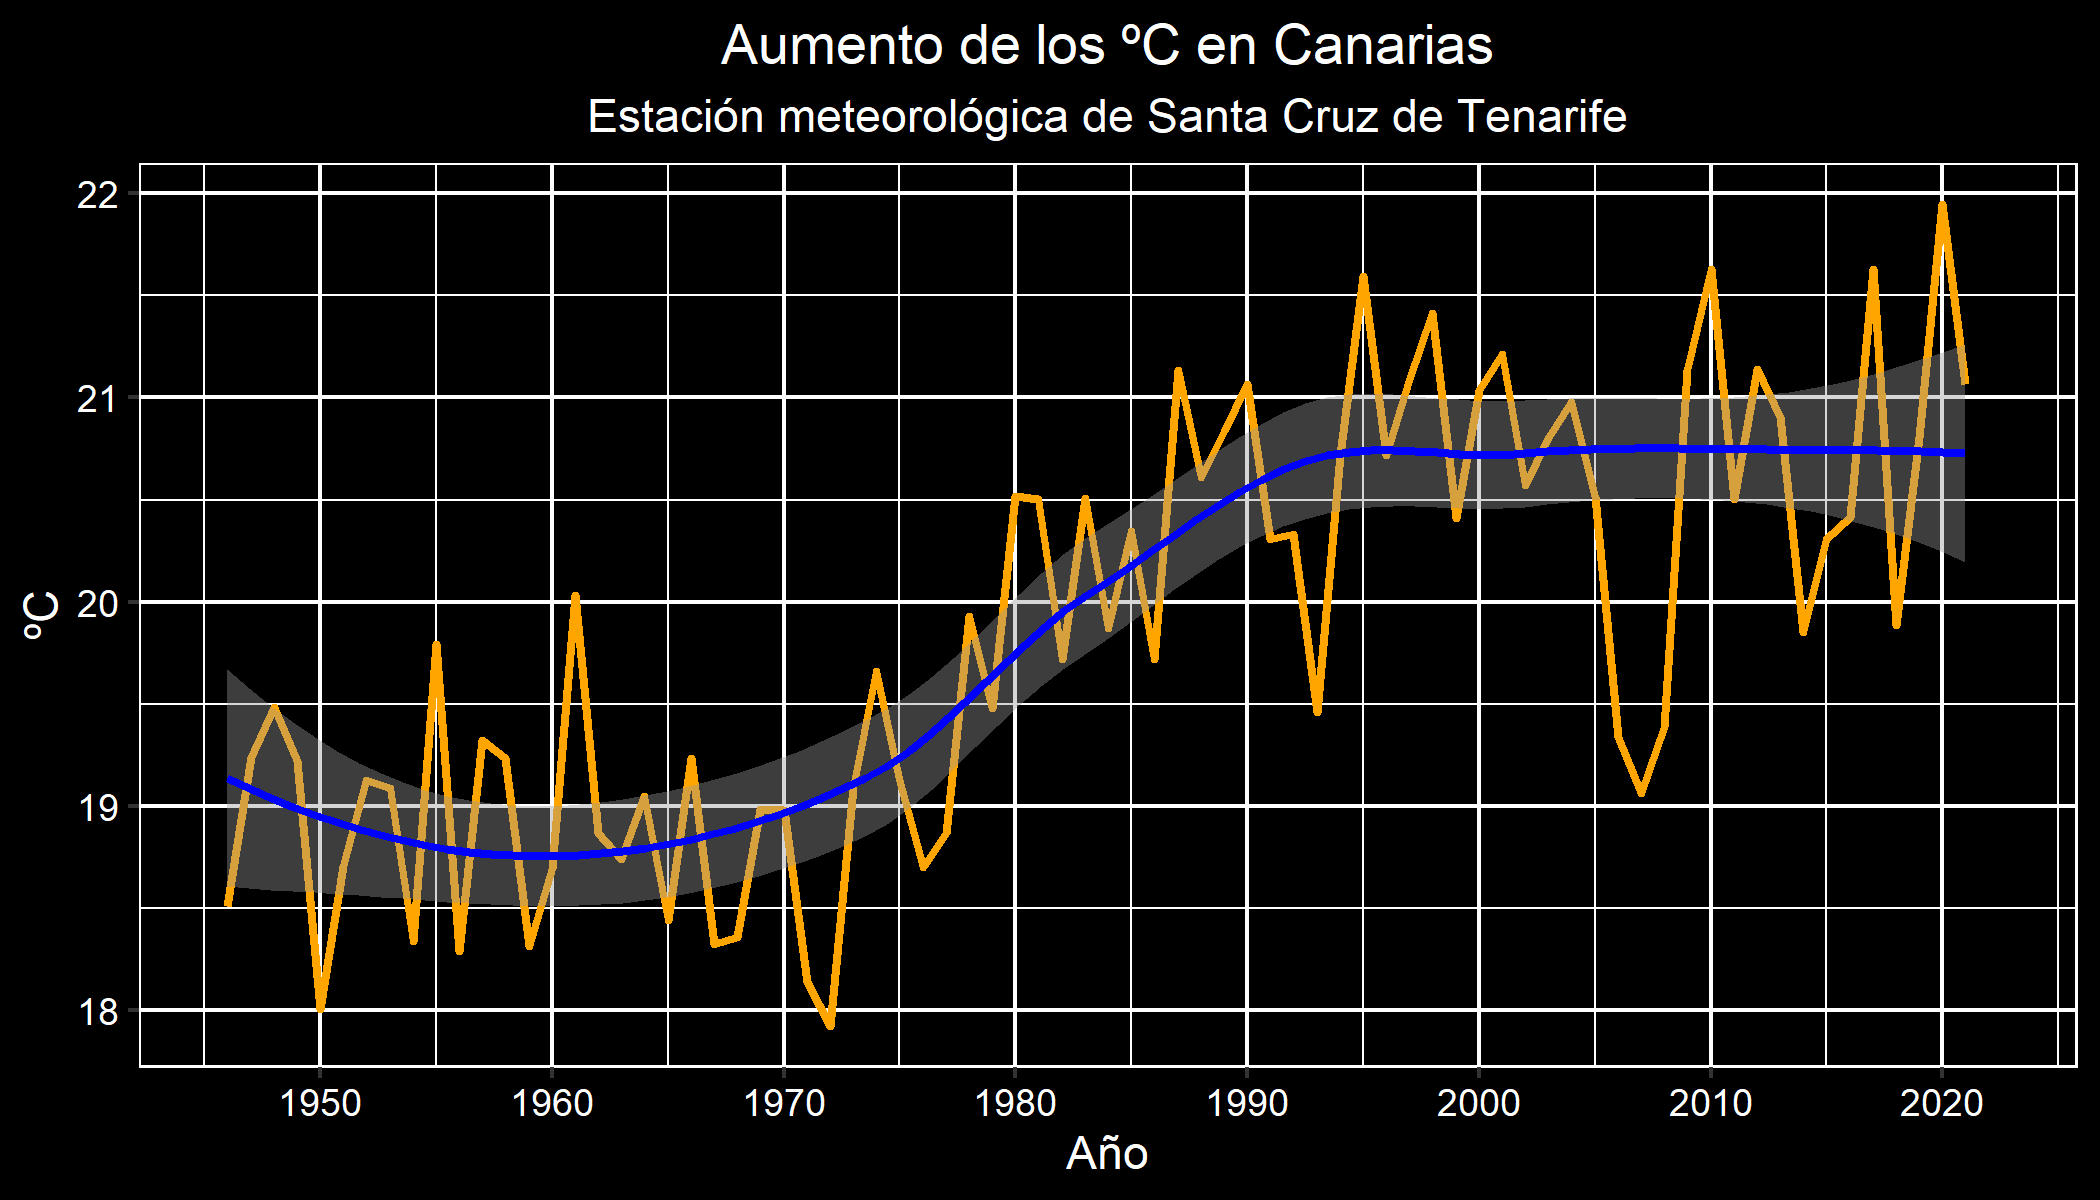 Aumento de los ºC en Canarias
Estación meteorológica de Santa Cruz de Tenarife
22
21
20
19
18
ºC
1950 1960 1970 1980 1990 2000 2010 2020
Año